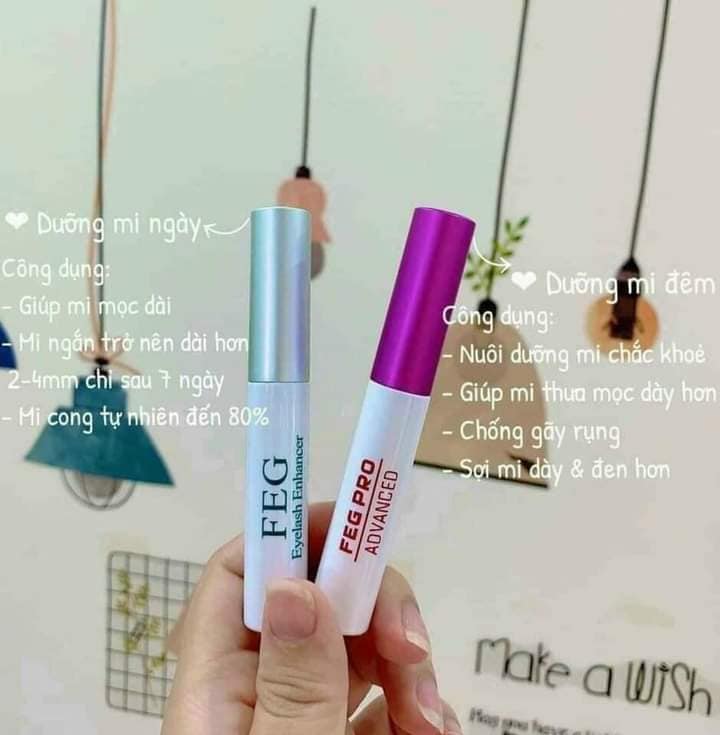 ❤ Dưỡng mi ngày
Công dụng:
- Giúp mi mọc dài
- Mi ngắn trở nên dài hơn
2-4mm chỉ sau 7 ngày
- Mi cong tự nhiên đến 80%
❤ Dưỡng mi đêm
Công dụng:
- Nuôi dưỡng mi chắc khoẻ
- Giúp mi thưa mọc dày hơn
- Chống gãy rụng
- Sợi mi dày & đen hơn
FEG
Eyelash Enhancer
FEG PRO
ADVANCED
Make a WiSh
May you have a